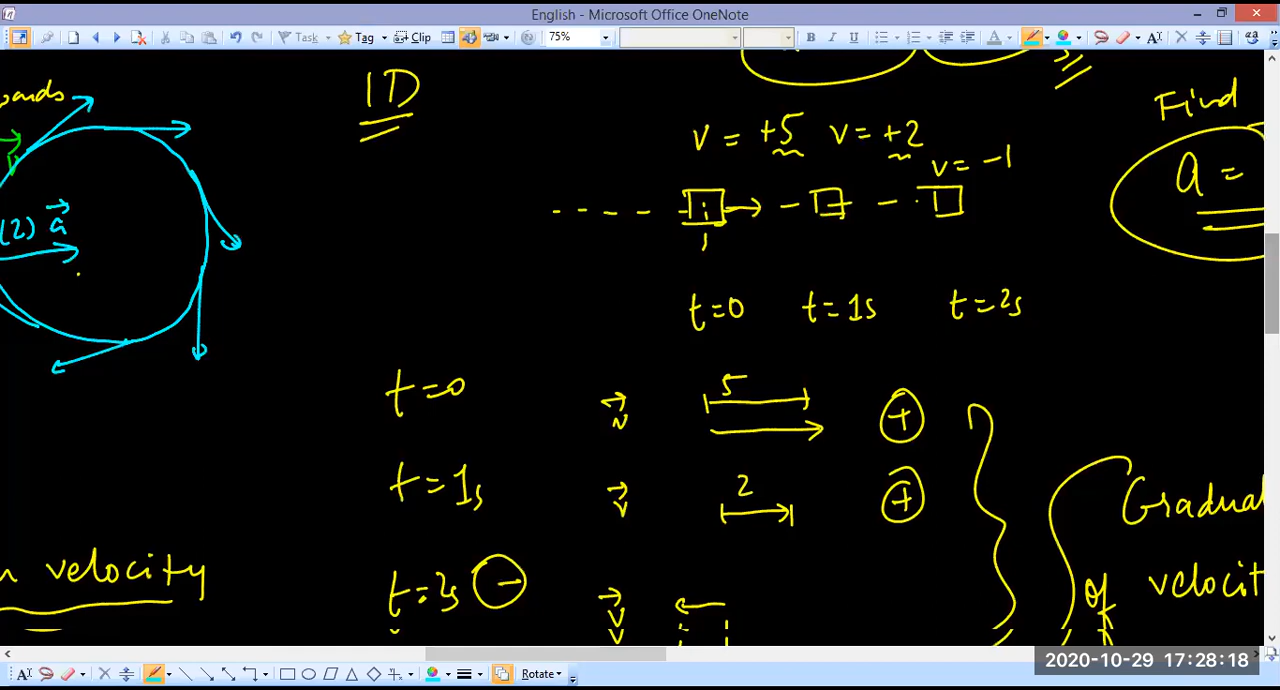 English - Microsoft Office OneNote
Task
Tag
Clip
75%
B I U
1D
Find
v = +5 v = +2
v = -1
a =
(2) a
t=0 t=1s t=2s
t=0 v 5 +
t=1s v 2 +
Gradual
velocity
t=2s - v
of velocit
Rotate
2020-10-29 17:28:18